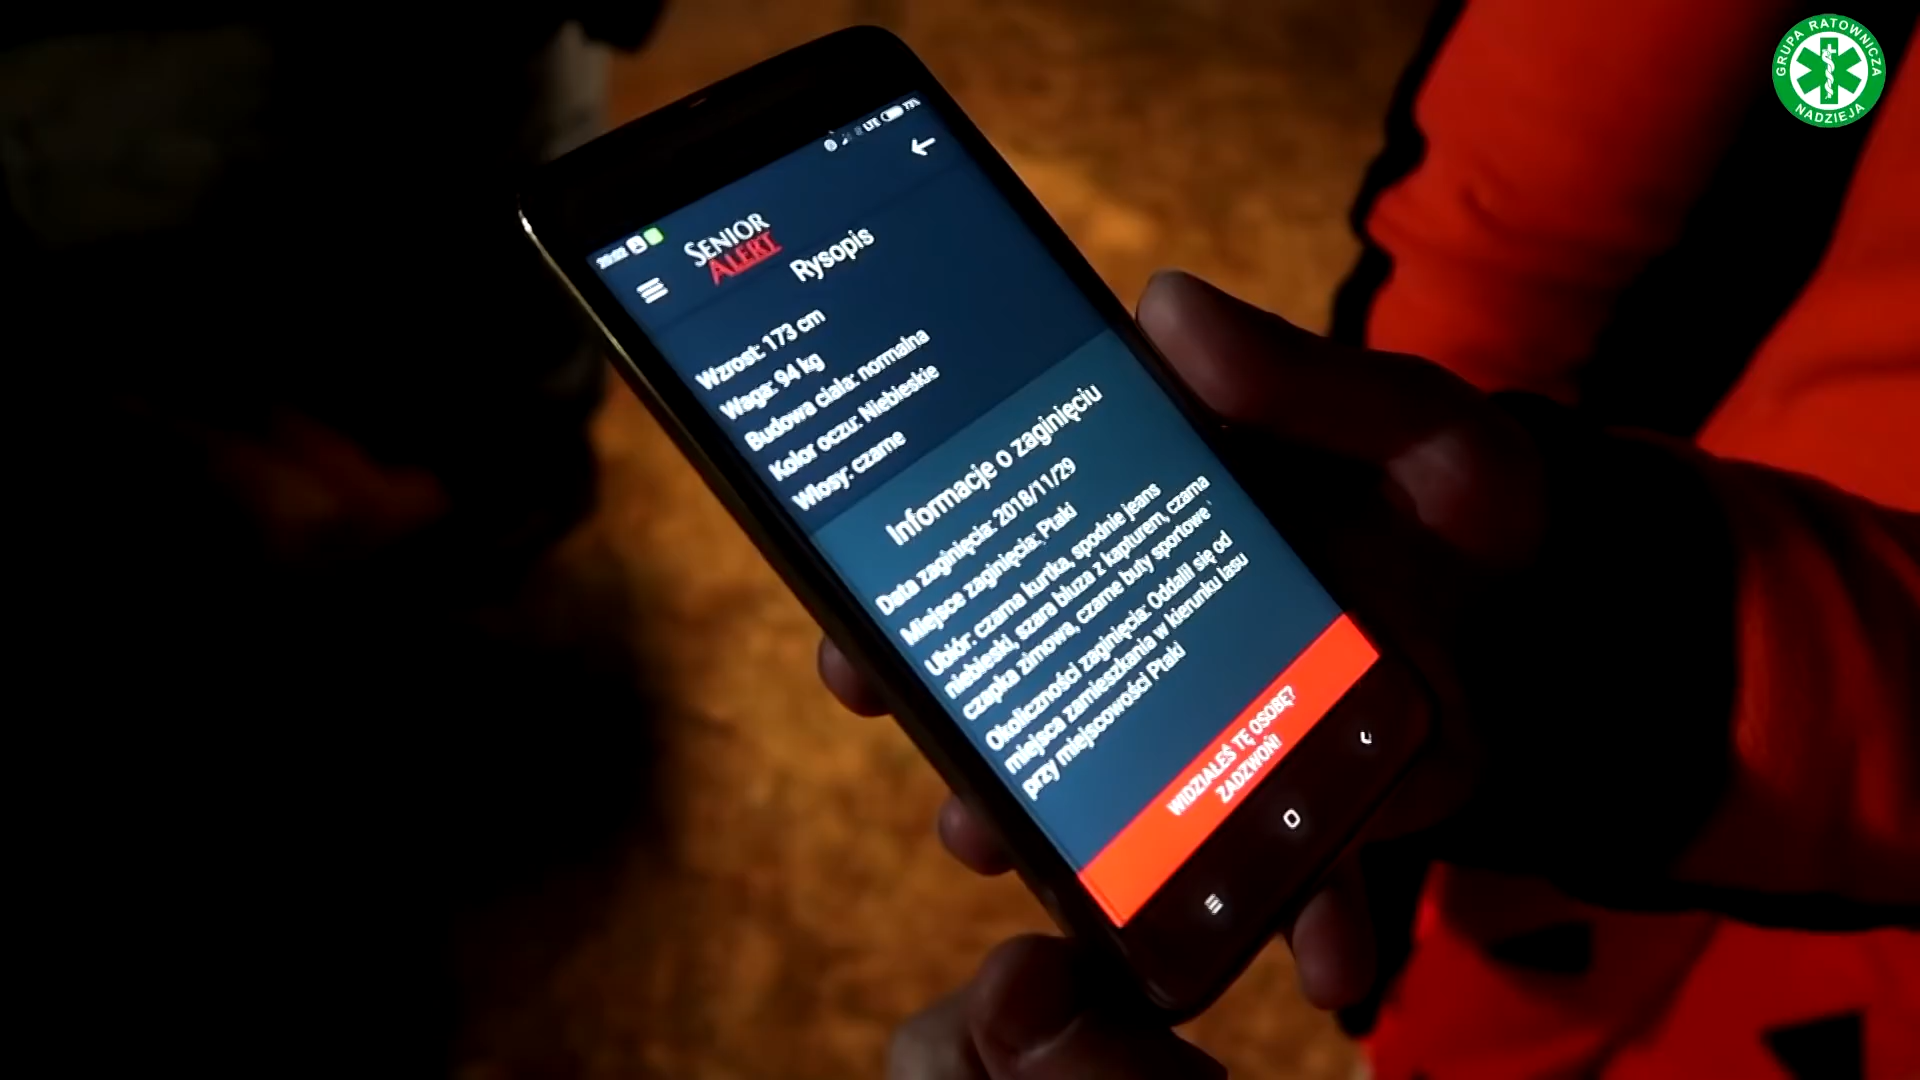 GRUPA RATOWNICZA
NADZIEJA
LTE 73%
SENIOR
ALERT
Rysopis
Wzrost: 173 cm
Waga: 94 kg
Budowa ciała: normalna
Kolor oczu: Niebieskie
Włosy: czarne
Informacje o zaginięciu
Data zaginięcia: 2018/11/29
Miejsce zaginięcia: Ptaki
Ubiór: czarna kurtka, spodnie jeans
niebieski, szara bluza z kapturem, czarna
czapka zimowa, czarne buty sportowe
Okoliczności zaginięcia: Oddalił się od
miejsca zamieszkania w kierunku lasu
przy miejscowości Ptaki
WIDZIAŁEŚ TĘ OSOBĘ?
ZADZWOŃ!